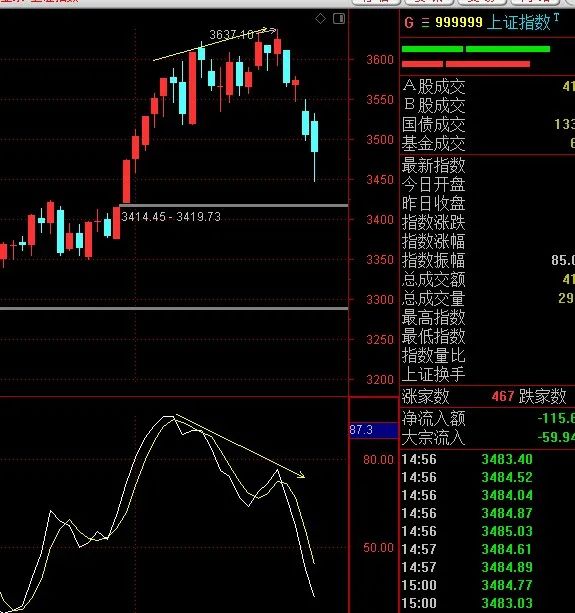 G 三 999999 上证指数 T
3637.10
3600
3550
3500
3450
3400
3350
3300
3250
3200
3414.45 - 3419.73
87.3
80.00
50.00
A股成交 41
B股成交
国债成交 133
基金成交 6
最新指数
今日开盘
昨日收盘
指数涨跌
指数涨幅
指数振幅 85.0
总成交额 41
总成交量 29
最高指数
最低指数
指数量比
上证换手
涨家数 467 跌家数
净流入额 -115.6
大宗流入 -59.94
14:56 3483.40
14:56 3484.52
14:56 3484.04
14:56 3484.87
14:56 3485.03
14:57 3484.61
14:57 3484.89
15:00 3484.77
15:00 3483.03